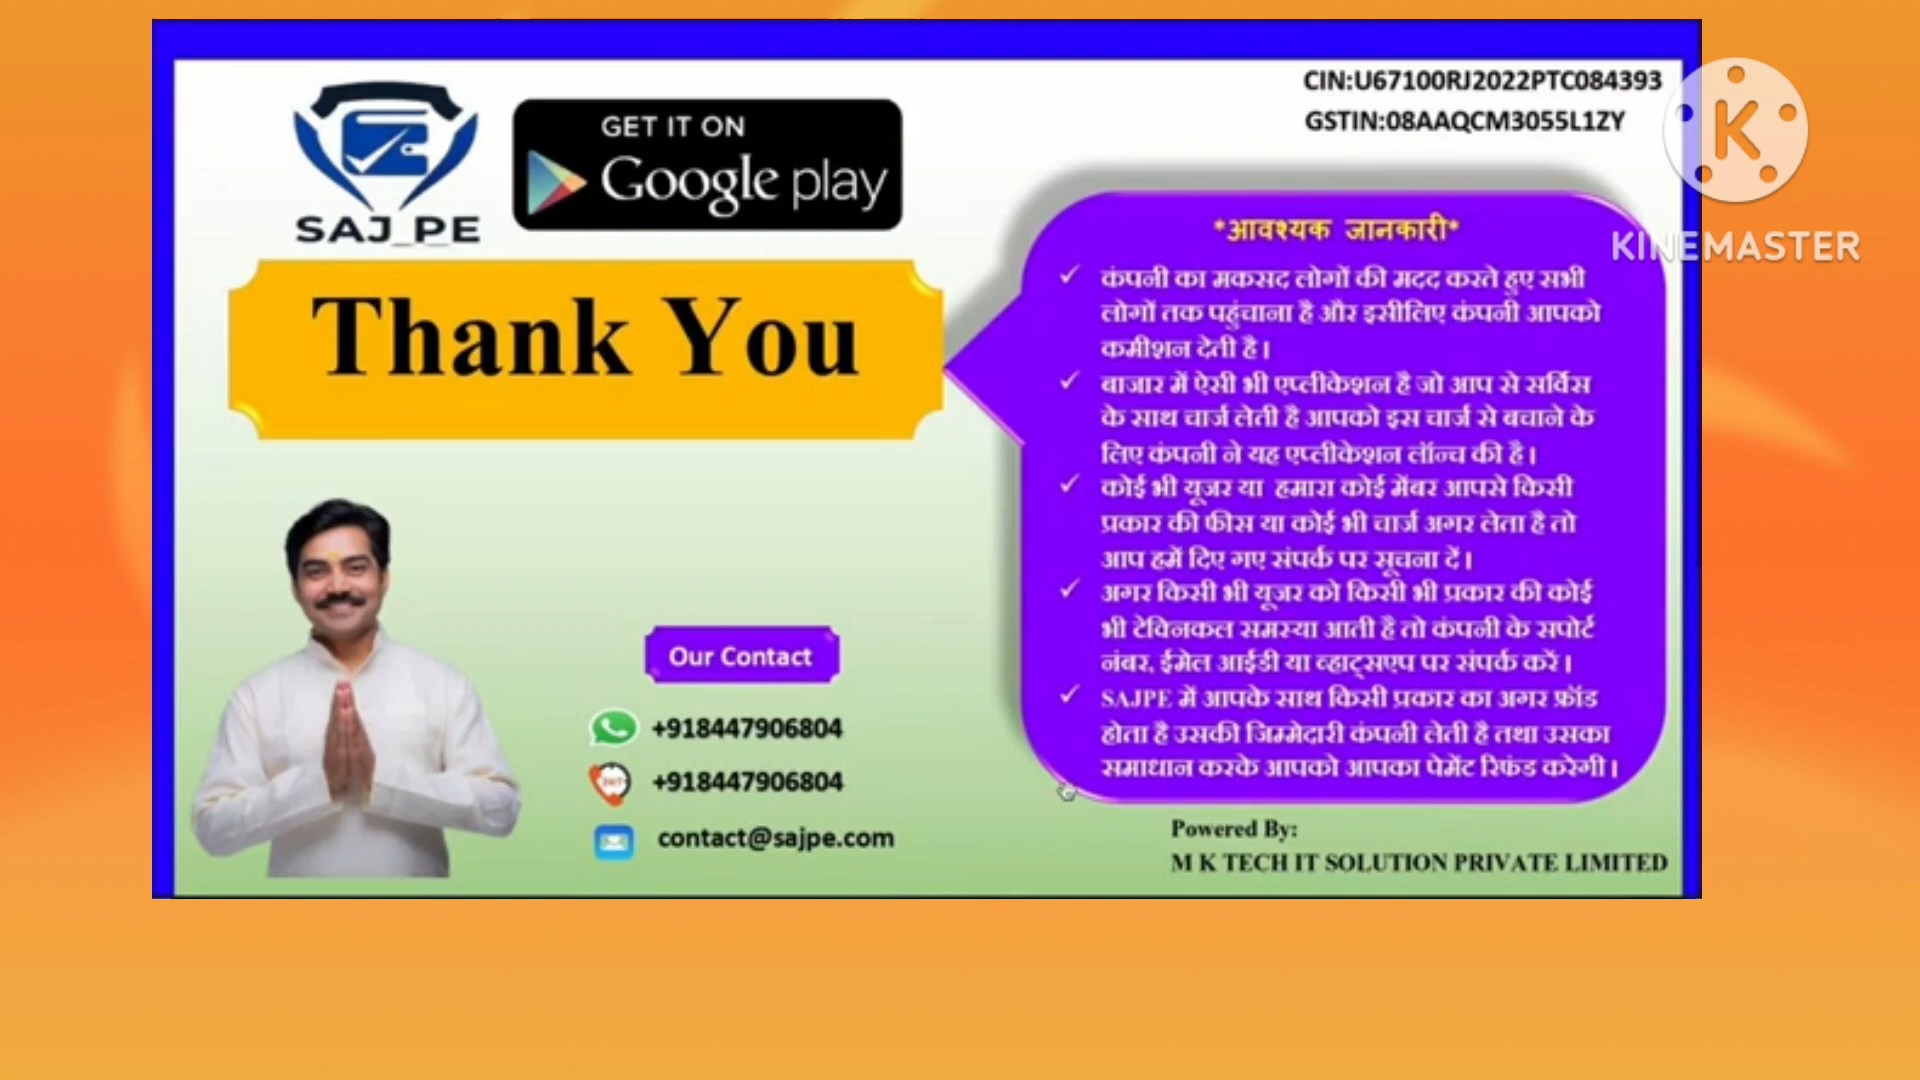 CIN:U67100RJ2022PTC084393
GSTIN:08AAQCM3055L1ZY
SAJ_PE
GET IT ON
Google play
Thank You
*आवश्यक जानकारी*
कंपनी का मकसद लोगों की मदद करते हुए सभी
लोगों तक पहुंचाना है और इसीलिए कंपनी आपको
कमीशन देती है।
बाजार में ऐसी भी एप्लीकेशन है जो आप से सर्विस
के साथ चार्ज लेती है आपको इस चार्ज से बचाने के
लिए कंपनी ने यह एप्लीकेशन लॉन्च की है।
कोई भी यूजर या हमारा कोई मेंबर आपसे किसी
प्रकार की फीस या कोई भी चार्ज अगर लेता है तो
आप हमें दिए गए संपर्क पर सूचना दें।
अगर किसी भी यूजर को किसी भी प्रकार की कोई
भी टेक्निकल समस्या आती है तो कंपनी के सपोर्ट
नंबर, ईमेल आईडी या व्हाट्सएप पर संपर्क करें।
SAJPE में आपके साथ किसी प्रकार का अगर फ्रॉड
होता है उसकी जिम्मेदारी कंपनी लेती है तथा उसका
समाधान करके आपको आपका पेमेंट रिफंड करेगी।
Our Contact
+918447906804
+918447906804
contact@sajpe.com
Powered By:
M K TECH IT SOLUTION PRIVATE LIMITED
K
KINEMASTER